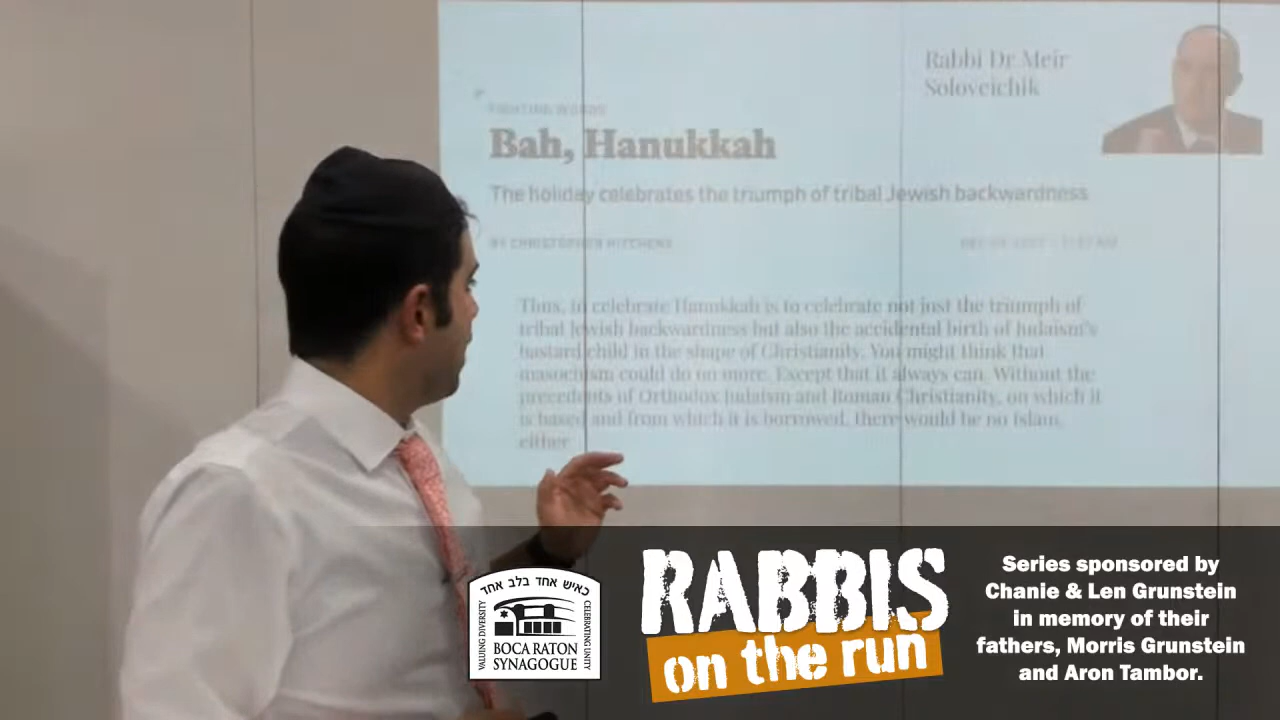 Rabbi Dr Meir
Soloveichik
FIGHTING WORDS
Bah, Hanukkah
The holiday celebrates the triumph of tribal Jewish backwardness
BY CHRISTOPHER HITCHENS
Thus, to celebrate Hanukkah is to celebrate not just the triumph of
tribal Jewish backwardness but also the accidental birth of Judaism's
bastard child in the shape of Christianity. You might think that
masochism could do no more. Except that it always can. Without the
precedents of Orthodox Judaism and Roman Christianity, on which it
is based and from which it is borrowed, there would be no Islam,
either
כאיש אחד בלב אחד
VALUING DIVERSITY
CELEBRATING UNITY
BOCA RATON
SYNAGOGUE
RABBIS
on the run
Series sponsored by
Chanie & Len Grunstein
in memory of their
fathers, Morris Grunstein
and Aron Tambor.